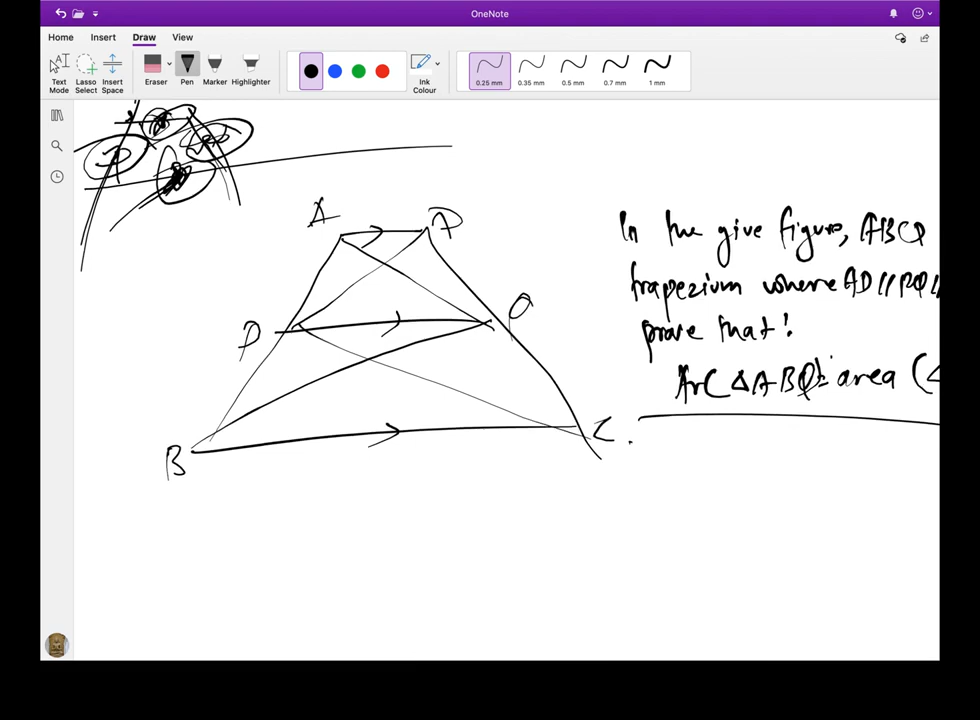 OneNote
Home Insert Draw View
Text Mode Lasso Select Insert Space Eraser Pen Marker Highlighter Ink Colour 0.25 mm 0.35 mm 0.5 mm 0.7 mm 1 mm
A D
P Q
B C
In the give figure, ABCD
trapezium where AD//PQ//
prove that:
Ar( ΔABQ = area (Δ